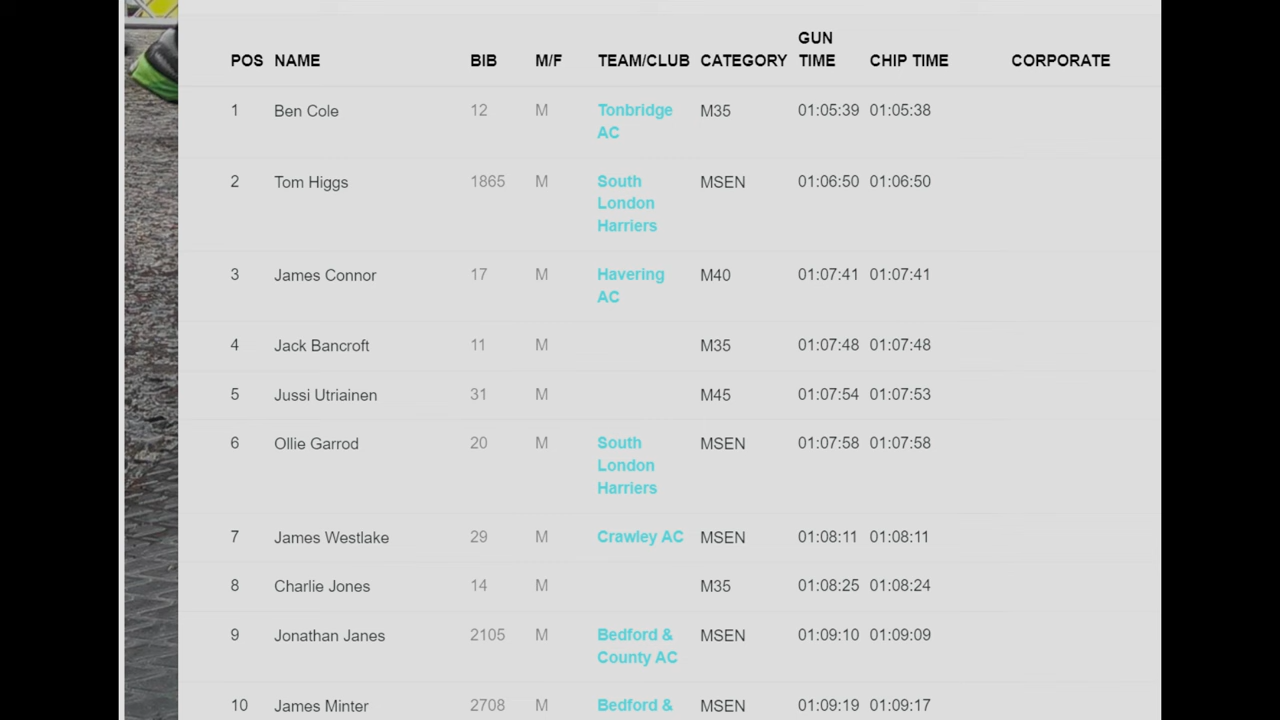 POS NAME BIB M/F TEAM/CLUB CATEGORY GUN TIME CHIP TIME CORPORATE
1 Ben Cole 12 M Tonbridge AC M35 01:05:39 01:05:38
2 Tom Higgs 1865 M South London Harriers MSEN 01:06:50 01:06:50
3 James Connor 17 M Havering AC M40 01:07:41 01:07:41
4 Jack Bancroft 11 M M35 01:07:48 01:07:48
5 Jussi Utriainen 31 M M45 01:07:54 01:07:53
6 Ollie Garrod 20 M South London Harriers MSEN 01:07:58 01:07:58
7 James Westlake 29 M Crawley AC MSEN 01:08:11 01:08:11
8 Charlie Jones 14 M M35 01:08:25 01:08:24
9 Jonathan Janes 2105 M Bedford & County AC MSEN 01:09:10 01:09:09
10 James Minter 2708 M Bedford & MSEN 01:09:19 01:09:17